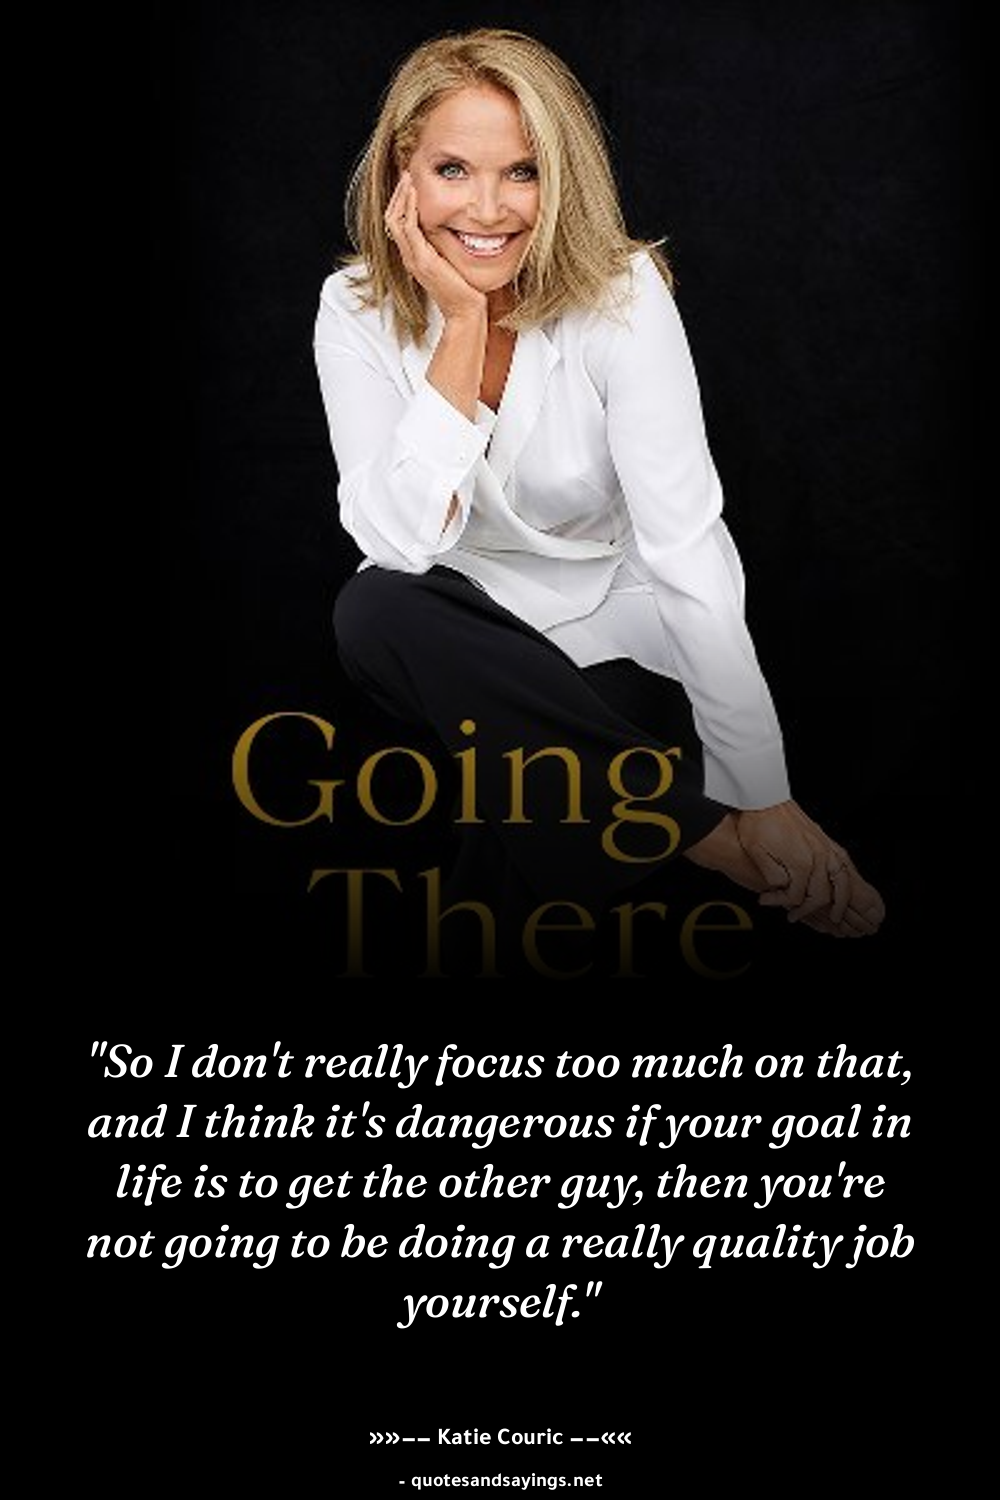 Going
There
"So I don't really focus too much on that,
and I think it's dangerous if your goal in
life is to get the other guy, then you're
not going to be doing a really quality job
yourself."
»»–– Katie Couric ––««
- quotesandsayings.net